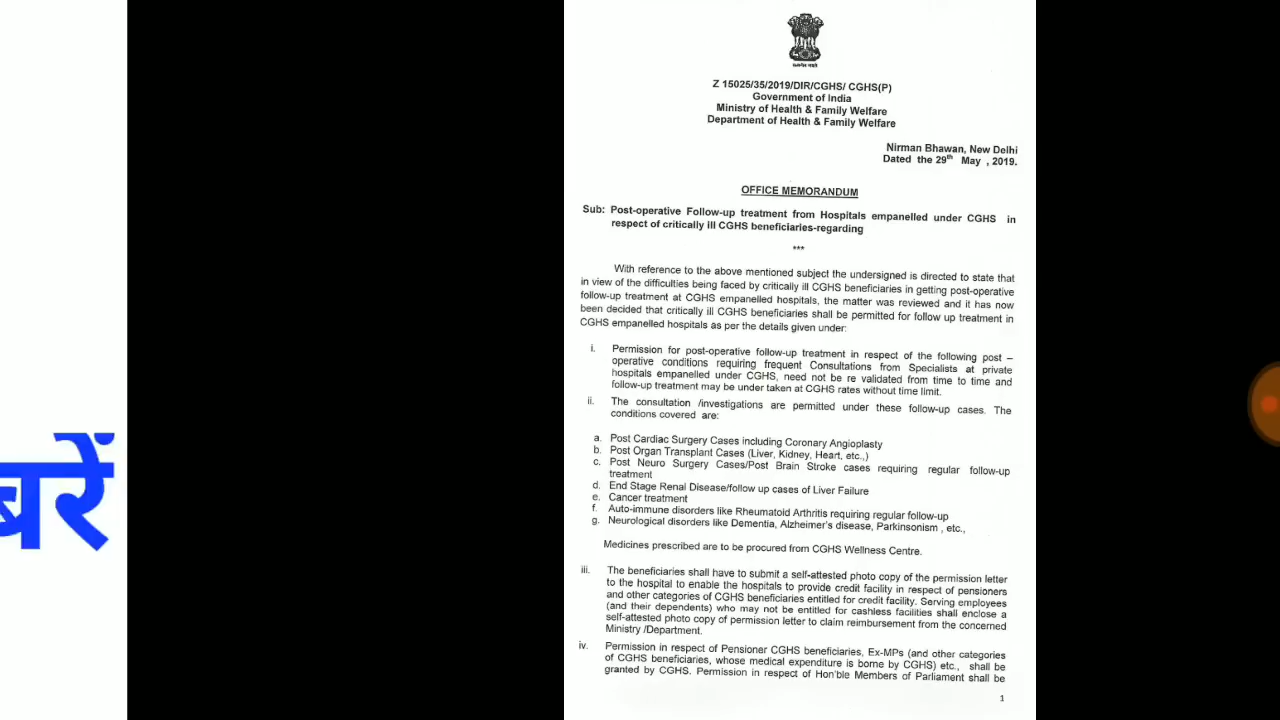 बरें
Z 15025/35/2019/DIR/CGHS/ CGHS(P)
Government of India
Ministry of Health & Family Welfare
Department of Health & Family Welfare
Nirman Bhawan, New Delhi
Dated the 29th May , 2019.
OFFICE MEMORANDUM
Sub: Post-operative Follow-up treatment from Hospitals empanelled under CGHS in
respect of critically ill CGHS beneficiaries-regarding
***
With reference to the above mentioned subject the undersigned is directed to state that
in view of the difficulties being faced by critically ill CGHS beneficiaries in getting post-operative
follow-up treatment at CGHS empanelled hospitals, the matter was reviewed and it has now
been decided that critically ill CGHS beneficiaries shall be permitted for follow up treatment in
CGHS empanelled hospitals as per the details given under:
i. Permission for post-operative follow-up treatment in respect of the following post –
operative conditions requiring frequent Consultations from Specialists at private
hospitals empanelled under CGHS, need not be re validated from time to time and
follow-up treatment may be under taken at CGHS rates without time limit.
ii. The consultation /investigations are permitted under these follow-up cases. The
conditions covered are:
a. Post Cardiac Surgery Cases including Coronary Angioplasty
b. Post Organ Transplant Cases (Liver, Kidney, Heart, etc.,)
c. Post Neuro Surgery Cases/Post Brain Stroke cases requiring regular follow-up
treatment
d. End Stage Renal Disease/follow up cases of Liver Failure
e. Cancer treatment
f. Auto-immune disorders like Rheumatoid Arthritis requiring regular follow-up
g. Neurological disorders like Dementia, Alzheimer's disease, Parkinsonism , etc.,
Medicines prescribed are to be procured from CGHS Wellness Centre.
iii. The beneficiaries shall have to submit a self-attested photo copy of the permission letter
to the hospital to enable the hospitals to provide credit facility in respect of pensioners
and other categories of CGHS beneficiaries entitled for credit facility. Serving employees
(and their dependents) who may not be entitled for cashless facilities shall enclose a
self-attested photo copy of permission letter to claim reimbursement from the concerned
Ministry /Department.
iv. Permission in respect of Pensioner CGHS beneficiaries, Ex-MPs (and other categories
of CGHS beneficiaries, whose medical expenditure is borne by CGHS) etc., shall be
granted by CGHS. Permission in respect of Hon'ble Members of Parliament shall be
1